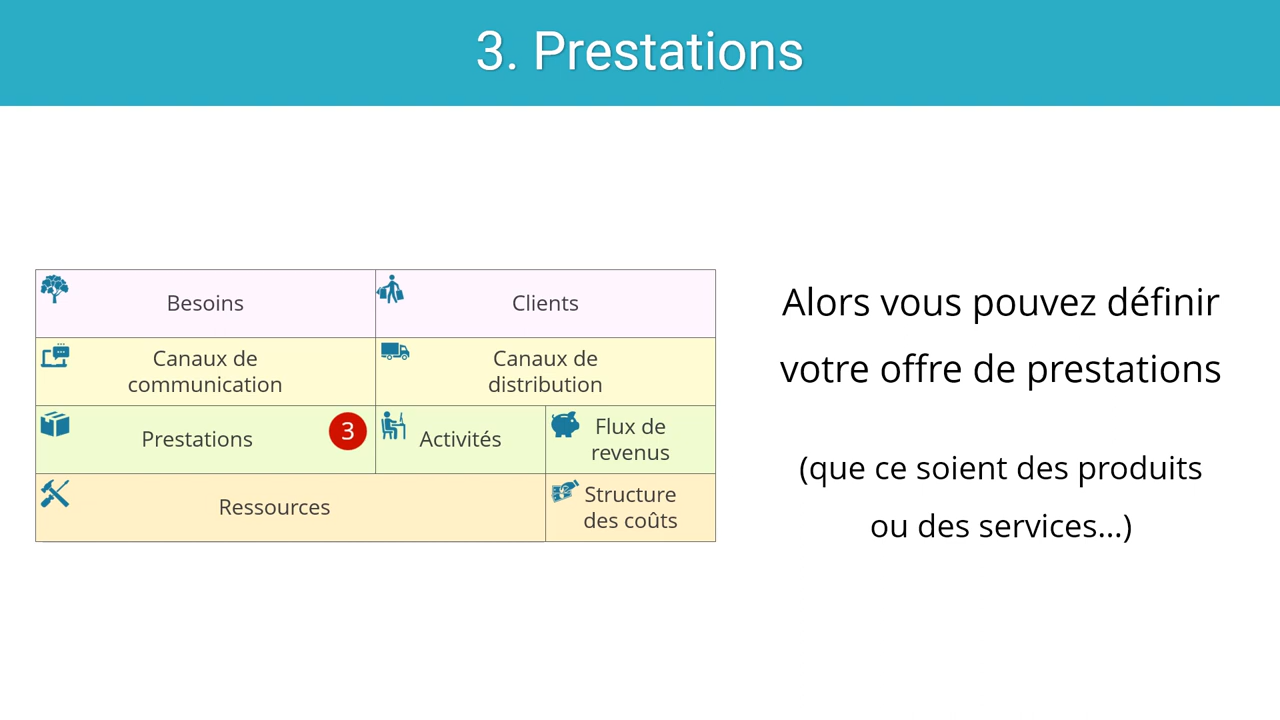 3. Prestations
Besoins
Clients
Canaux de
communication
Canaux de
distribution
Prestations
3
Activités
Flux de
revenus
Ressources
Structure
des coûts
Alors vous pouvez définir
votre offre de prestations
(que ce soient des produits
ou des services...)